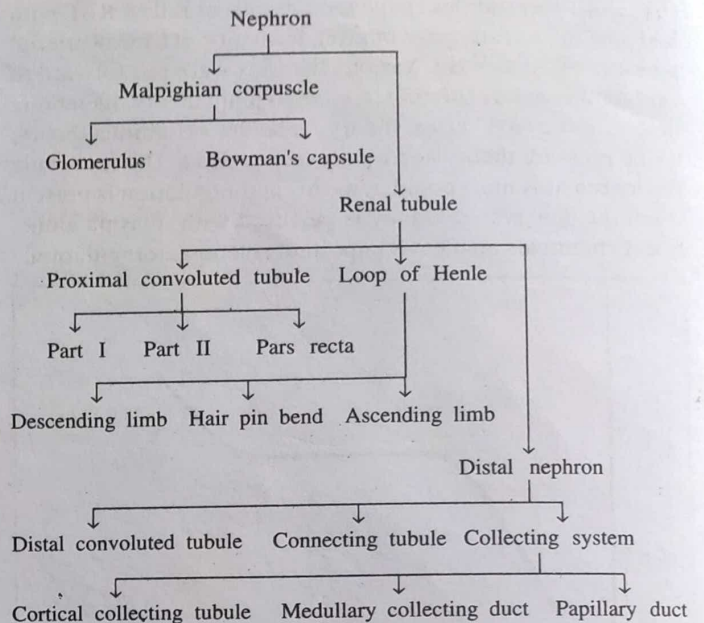 Nephron
Malpighian corpuscle
Glomerulus Bowman's capsule
Renal tubule
Proximal convoluted tubule Loop of Henle
Part I Part II Pars recta
Descending limb Hair pin bend Ascending limb
Distal nephron
Distal convoluted tubule Connecting tubule Collecting system
Cortical collecting tubule Medullary collecting duct Papillary duct